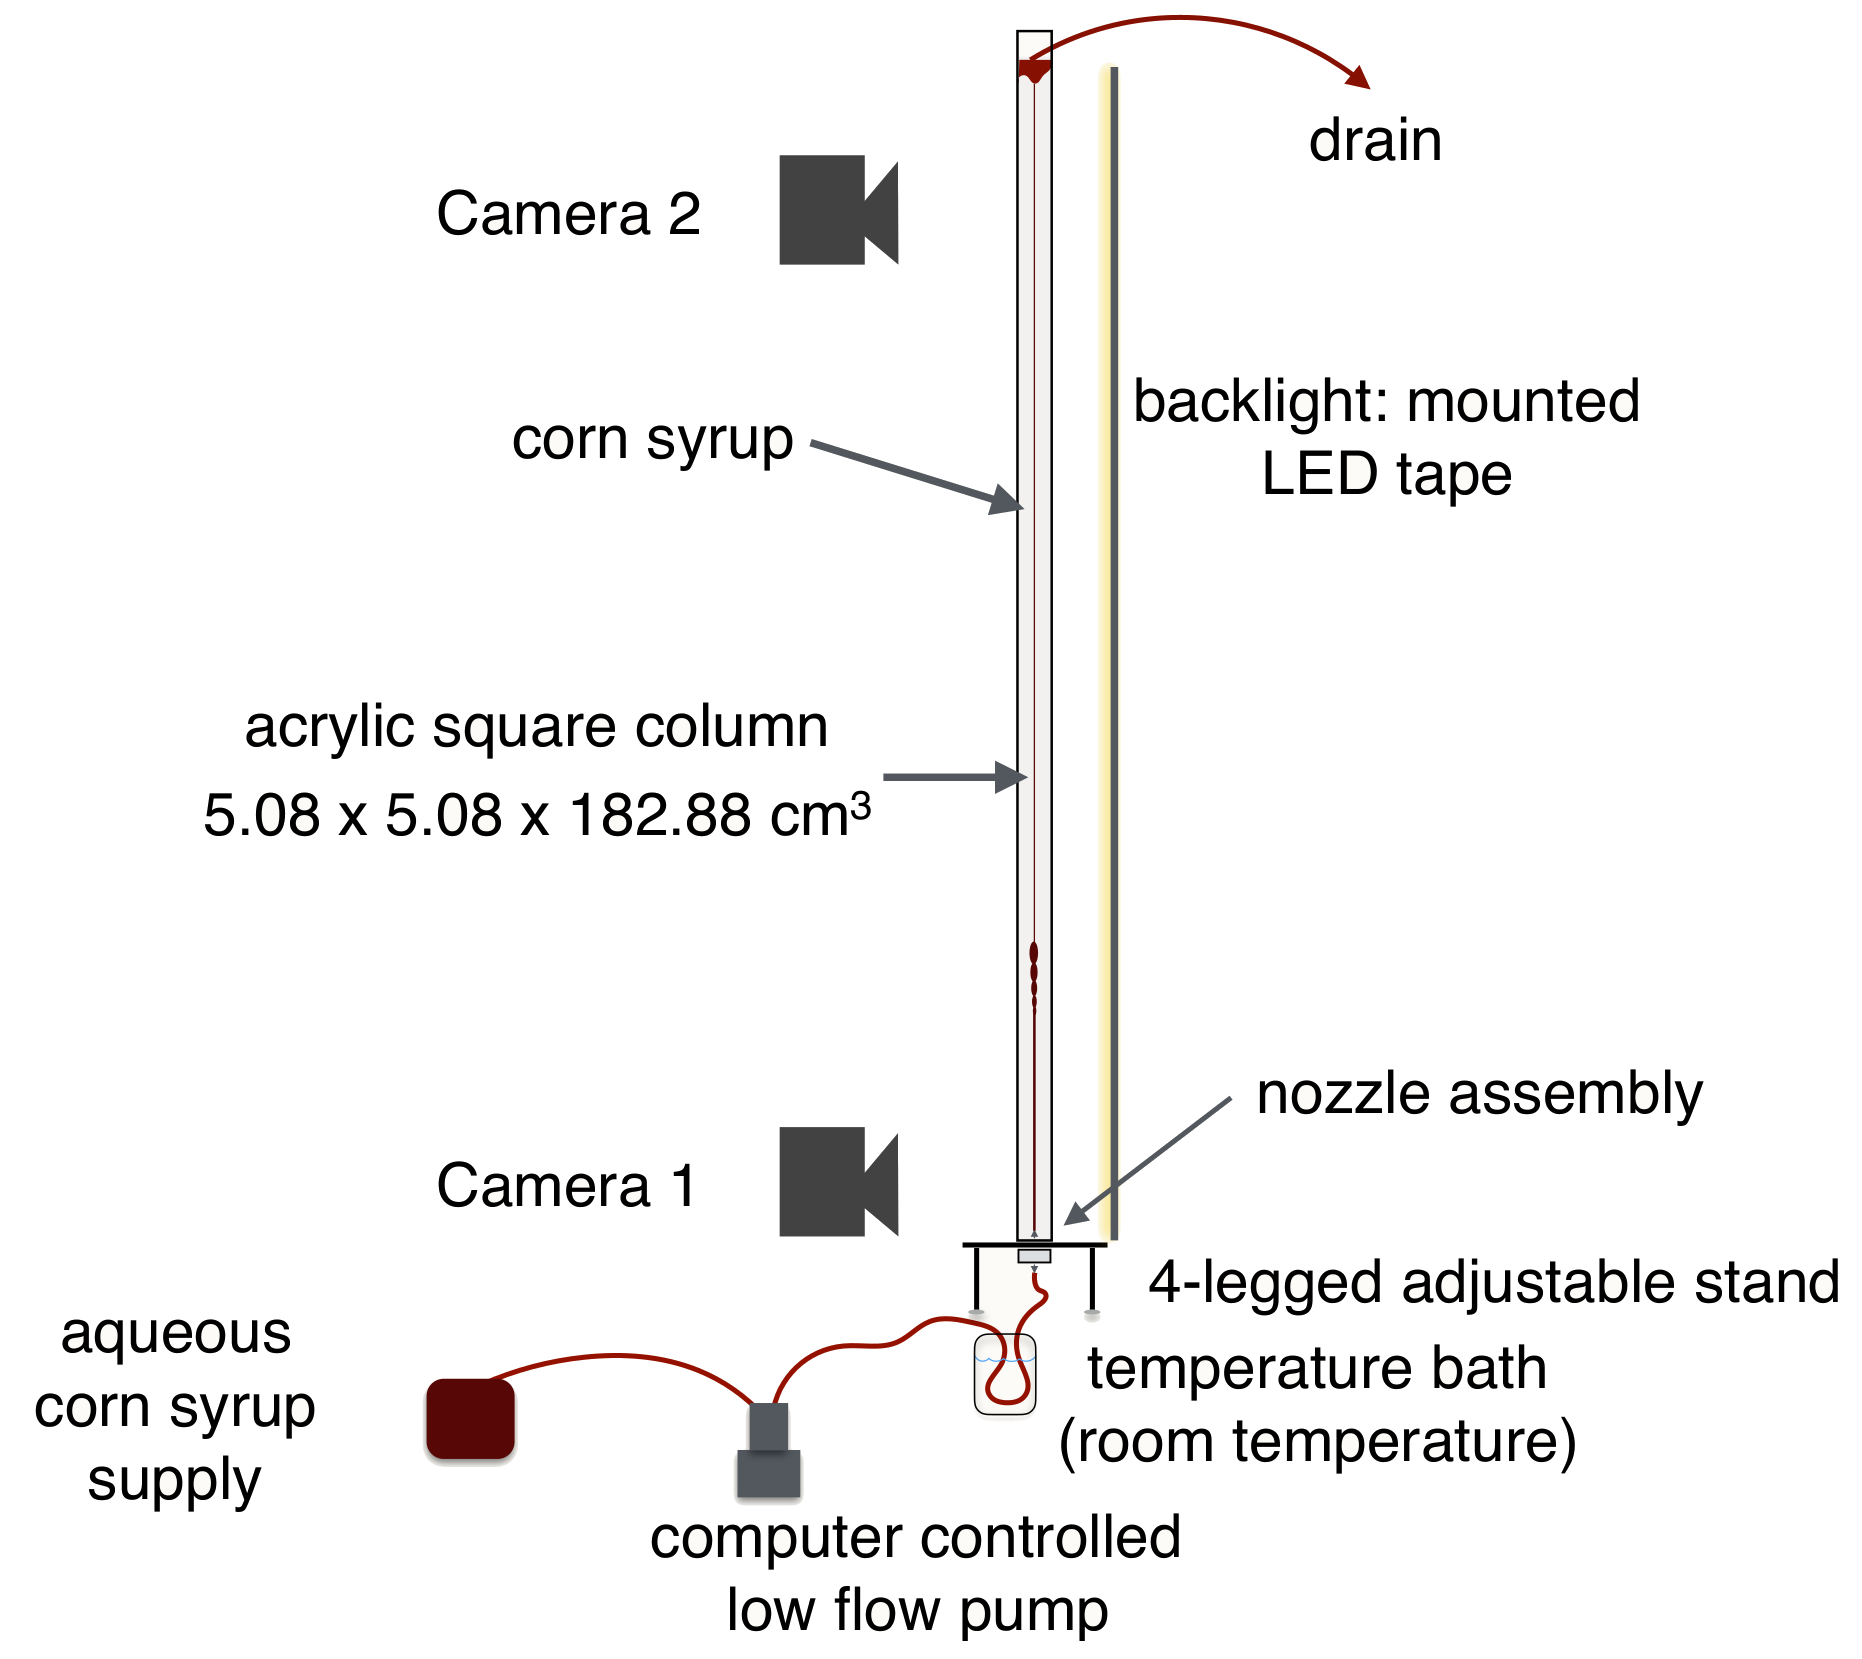 drain
Camera 2
backlight: mounted
LED tape
corn syrup
acrylic square column
5.08 x 5.08 x 182.88 cm³
nozzle assembly
Camera 1
4-legged adjustable stand
temperature bath
(room temperature)
aqueous
corn syrup
supply
computer controlled
low flow pump